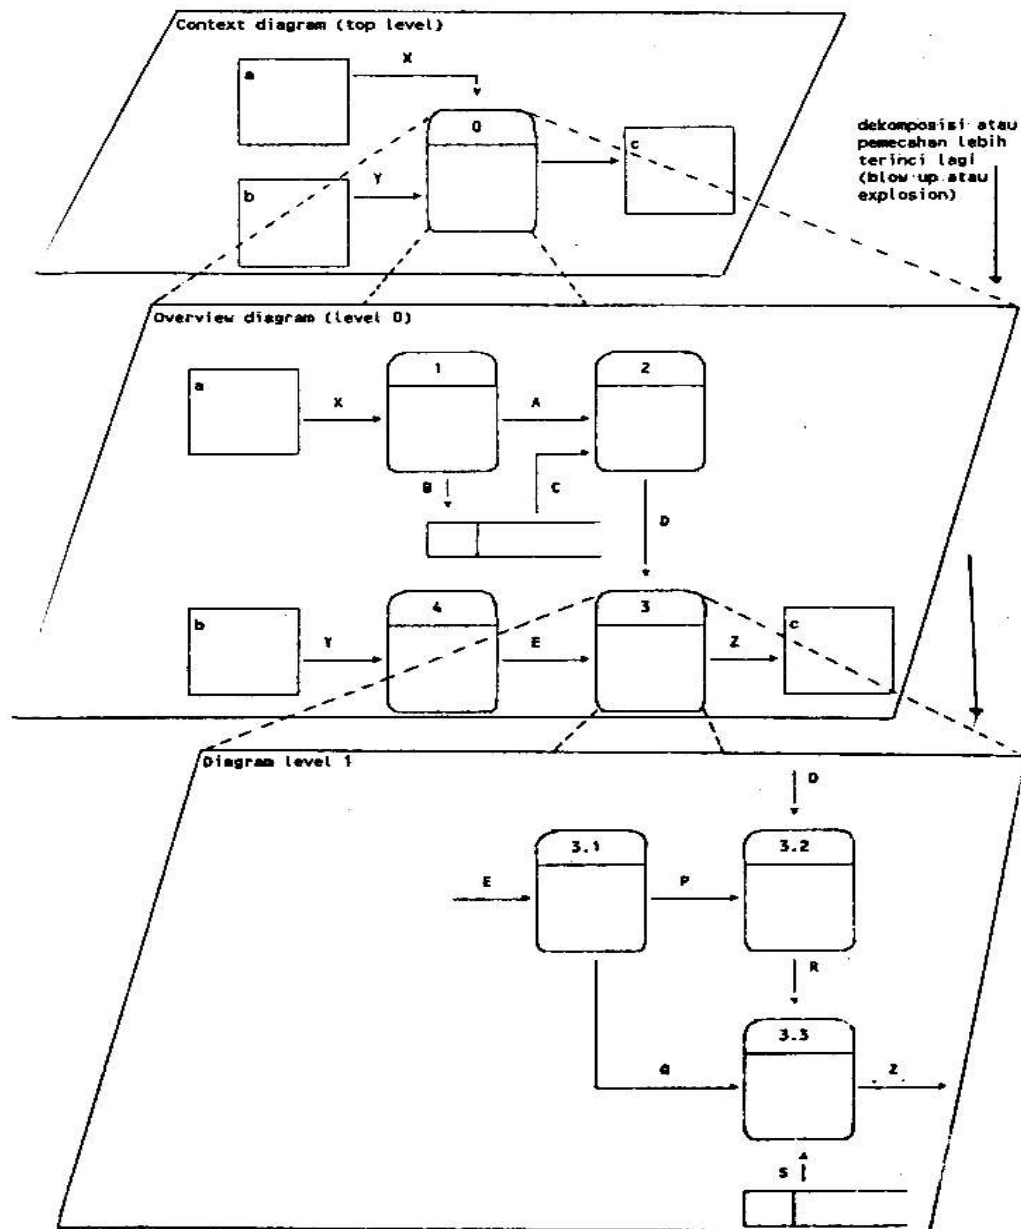 Context diagram (top level)
a
X
0
c
Y
b
dekomposisi atau
pemecahan lebih
terinci lagi
(blow-up atau
explosion)
Overview diagram (level 0)
a
X
1
A
2
B
C
D
b
Y
4
E
3
Z
c
Diagram level 1
D
E
3.1
P
3.2
R
Q
3.3
Z
S